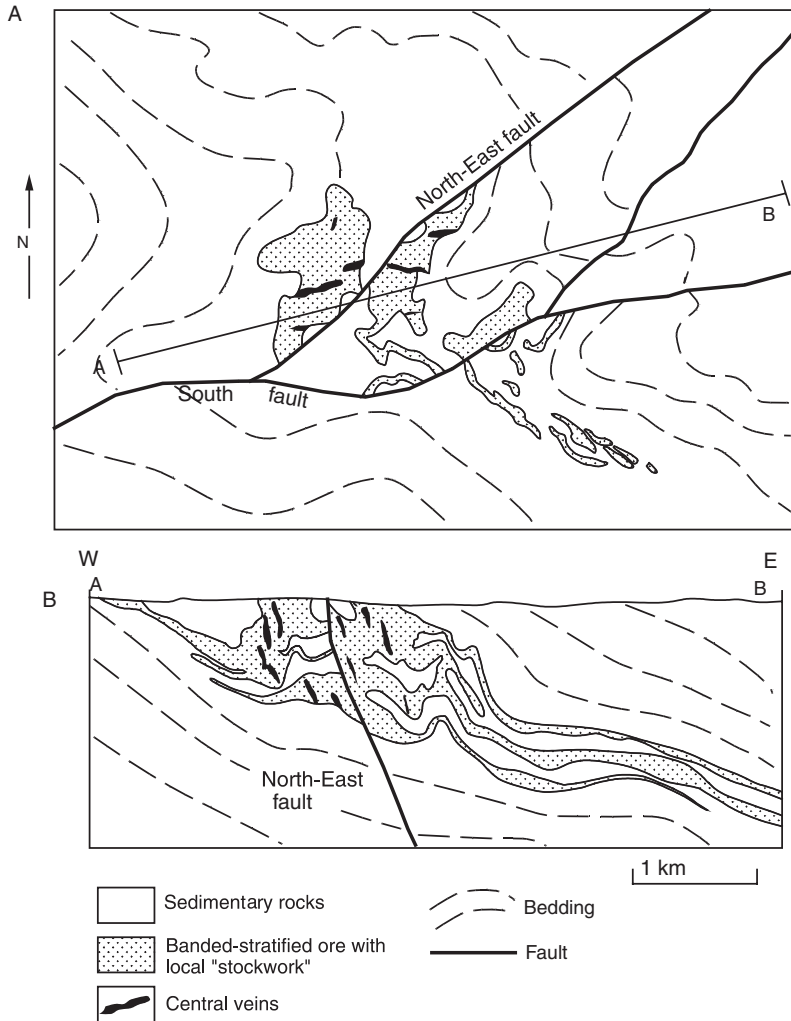 A
North-East fault
N
B
A
South fault
W
E
B
A
B
North-East
fault
1 km
Sedimentary rocks
Bedding
Banded-stratified ore with
local "stockwork"
Fault
Central veins